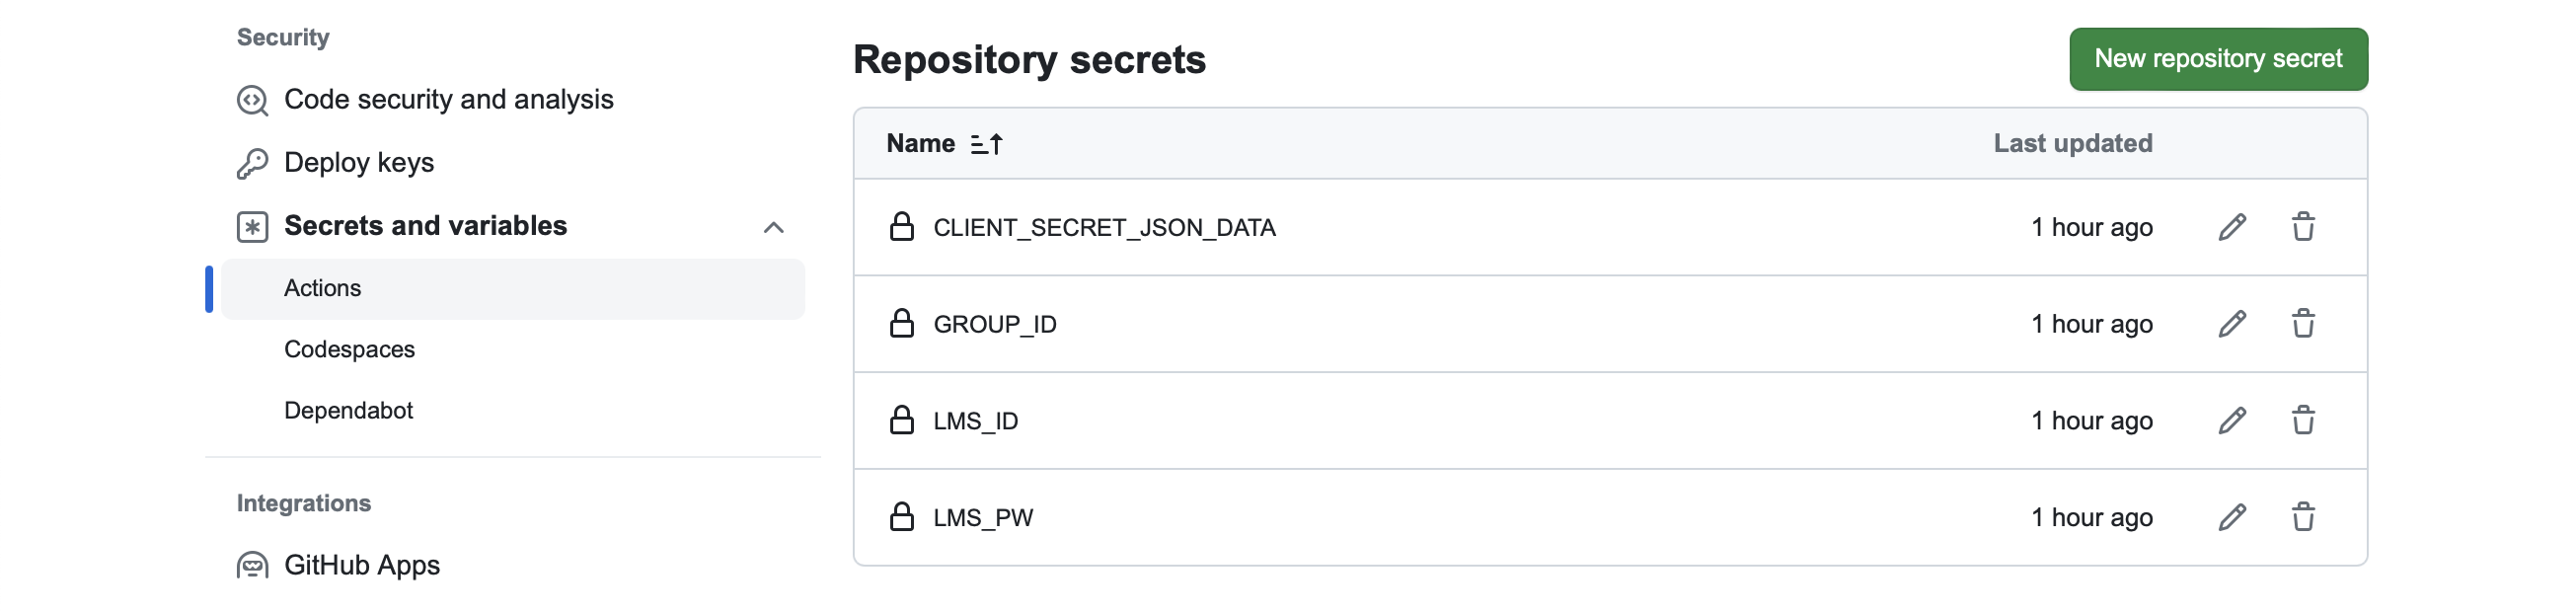 Security
Code security and analysis
Deploy keys
Secrets and variables
Actions
Codespaces
Dependabot
Integrations
GitHub Apps
Repository secrets
New repository secret
Name Last updated
CLIENT_SECRET_JSON_DATA 1 hour ago
GROUP_ID 1 hour ago
LMS_ID 1 hour ago
LMS_PW 1 hour ago